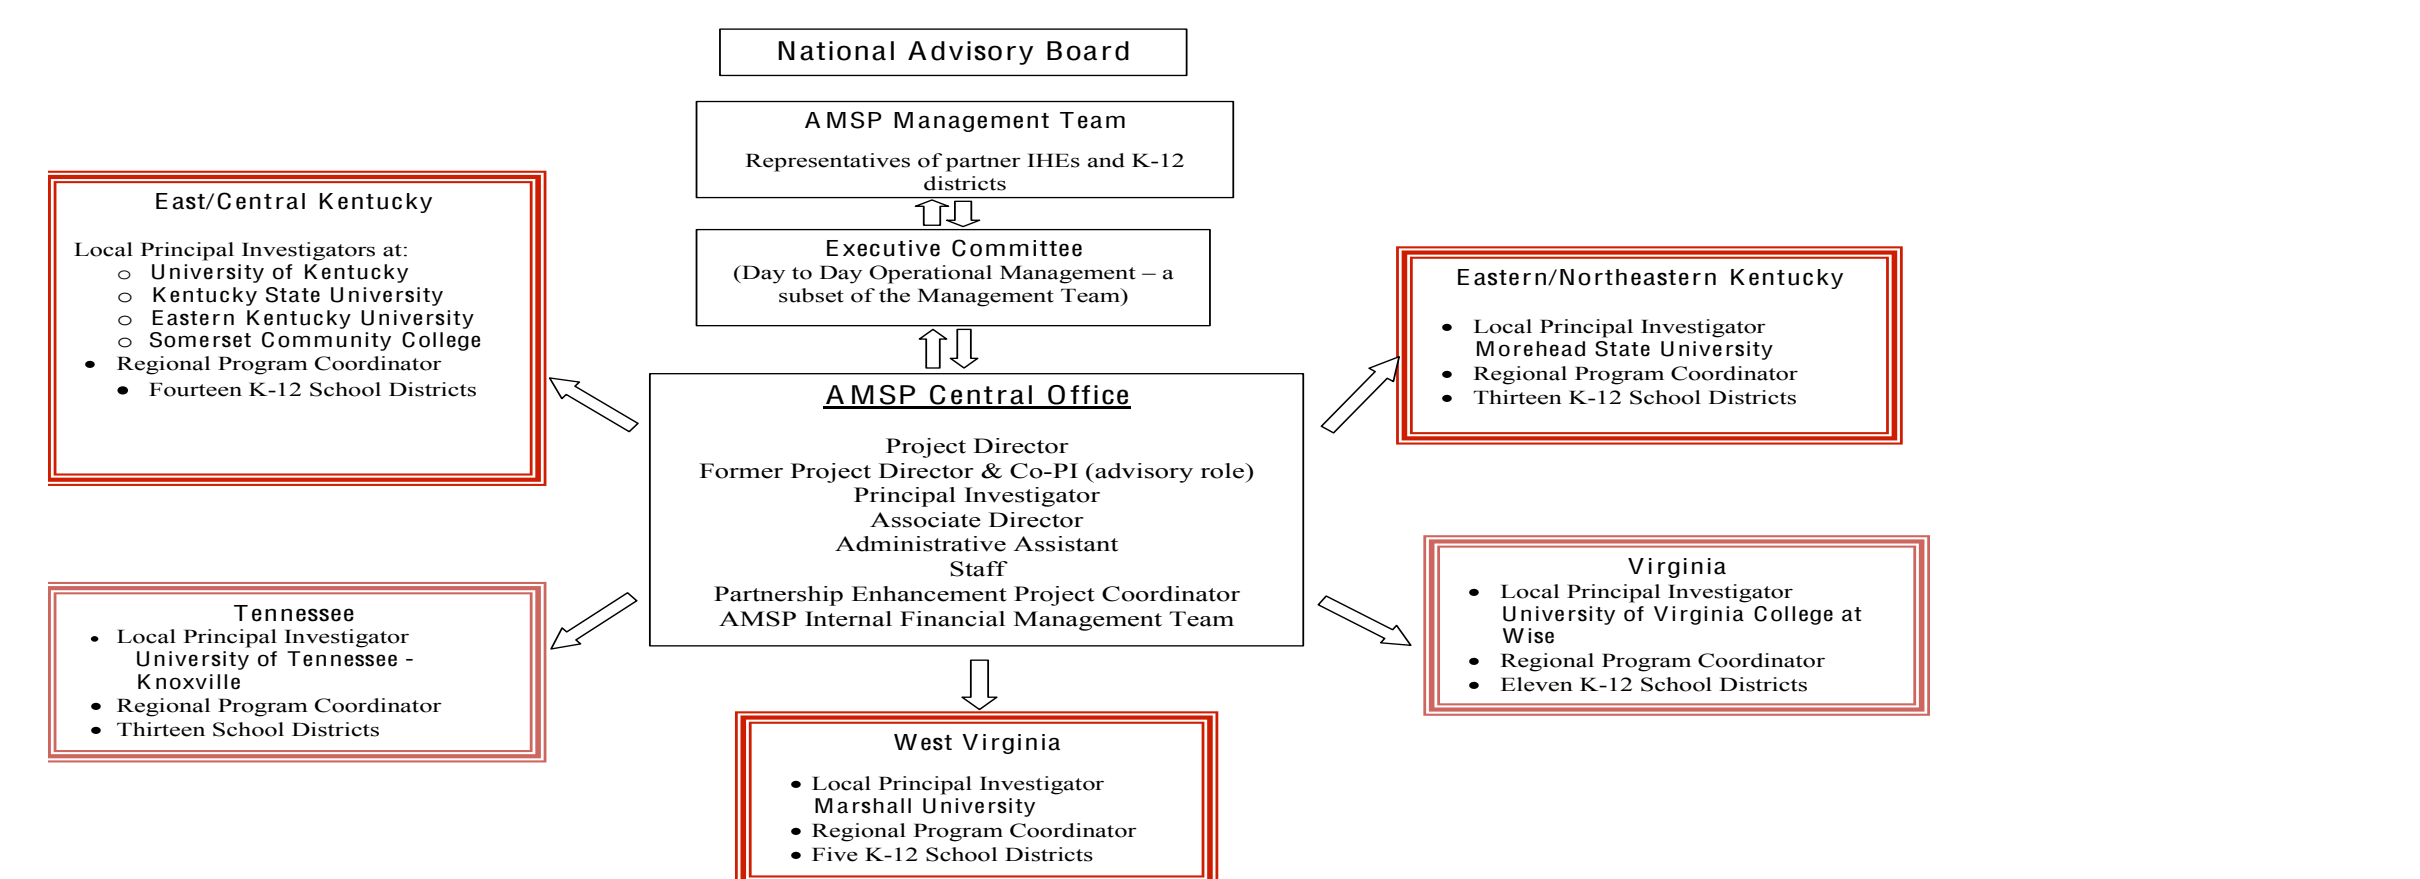 National Advisory Board
AMSP Management Team
Representatives of partner IHEs and K-12
districts
Executive Committee
(Day to Day Operational Management – a
subset of the Management Team)
AMSP Central Office
Project Director
Former Project Director & Co-PI (advisory role)
Principal Investigator
Associate Director
Administrative Assistant
Staff
Partnership Enhancement Project Coordinator
AMSP Internal Financial Management Team
East/Central Kentucky
Local Principal Investigators at:
o University of Kentucky
o Kentucky State University
o Eastern Kentucky University
o Somerset Community College
• Regional Program Coordinator
• Fourteen K-12 School Districts
Eastern/Northeastern Kentucky
• Local Principal Investigator
Morehead State University
• Regional Program Coordinator
• Thirteen K-12 School Districts
Tennessee
• Local Principal Investigator
University of Tennessee -
Knoxville
• Regional Program Coordinator
• Thirteen School Districts
Virginia
• Local Principal Investigator
University of Virginia College at
Wise
• Regional Program Coordinator
• Eleven K-12 School Districts
West Virginia
• Local Principal Investigator
Marshall University
• Regional Program Coordinator
• Five K-12 School Districts